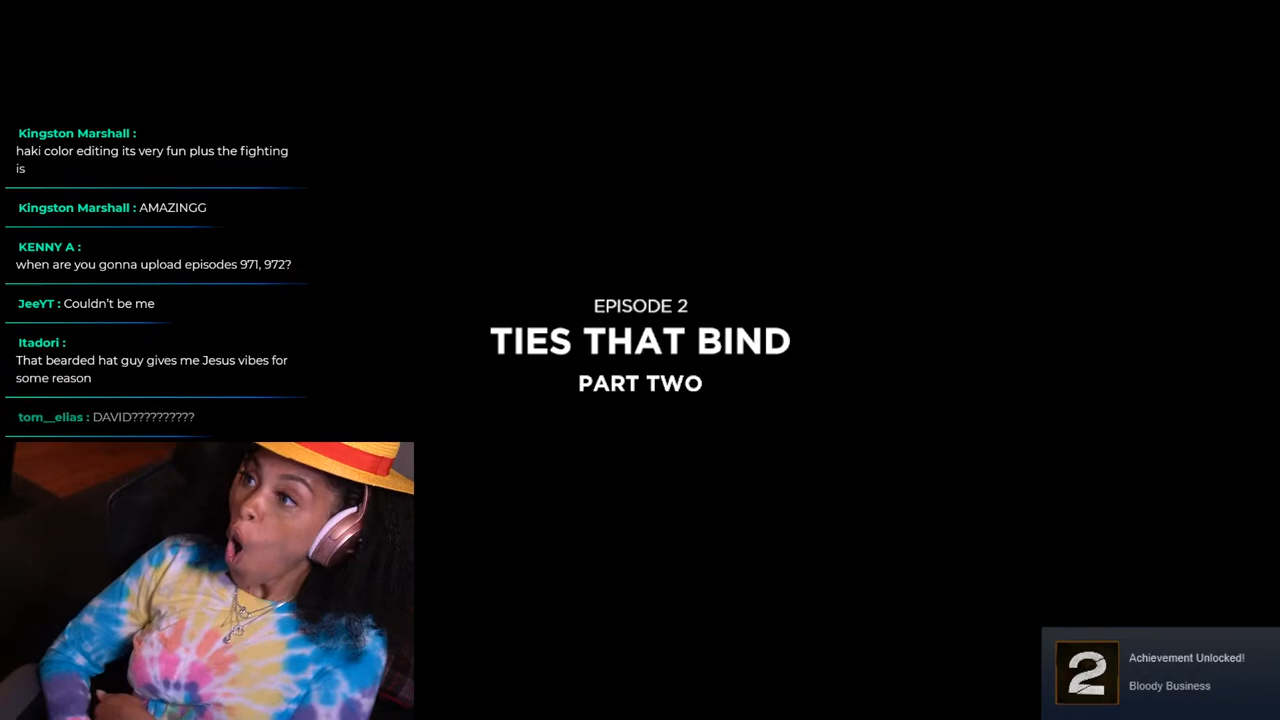 Kingston Marshall :
haki color editing its very fun plus the fighting
is
Kingston Marshall : AMAZINGG
KENNY A :
when are you gonna upload episodes 971, 972?
JeeYT : Couldn't be me
Itadori :
That bearded hat guy gives me Jesus vibes for
some reason
tom__elias : DAVID??????????
EPISODE 2
TIES THAT BIND
PART TWO
2
Achievement Unlocked!
Bloody Business